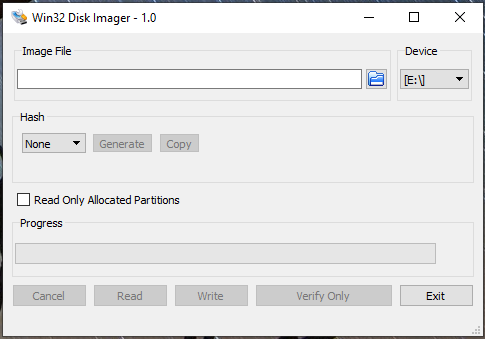 Win32 Disk Imager - 1.0
Image File
Device
[E:\]
Hash
None
Generate
Copy
Read Only Allocated Partitions
Progress
Cancel
Read
Write
Verify Only
Exit